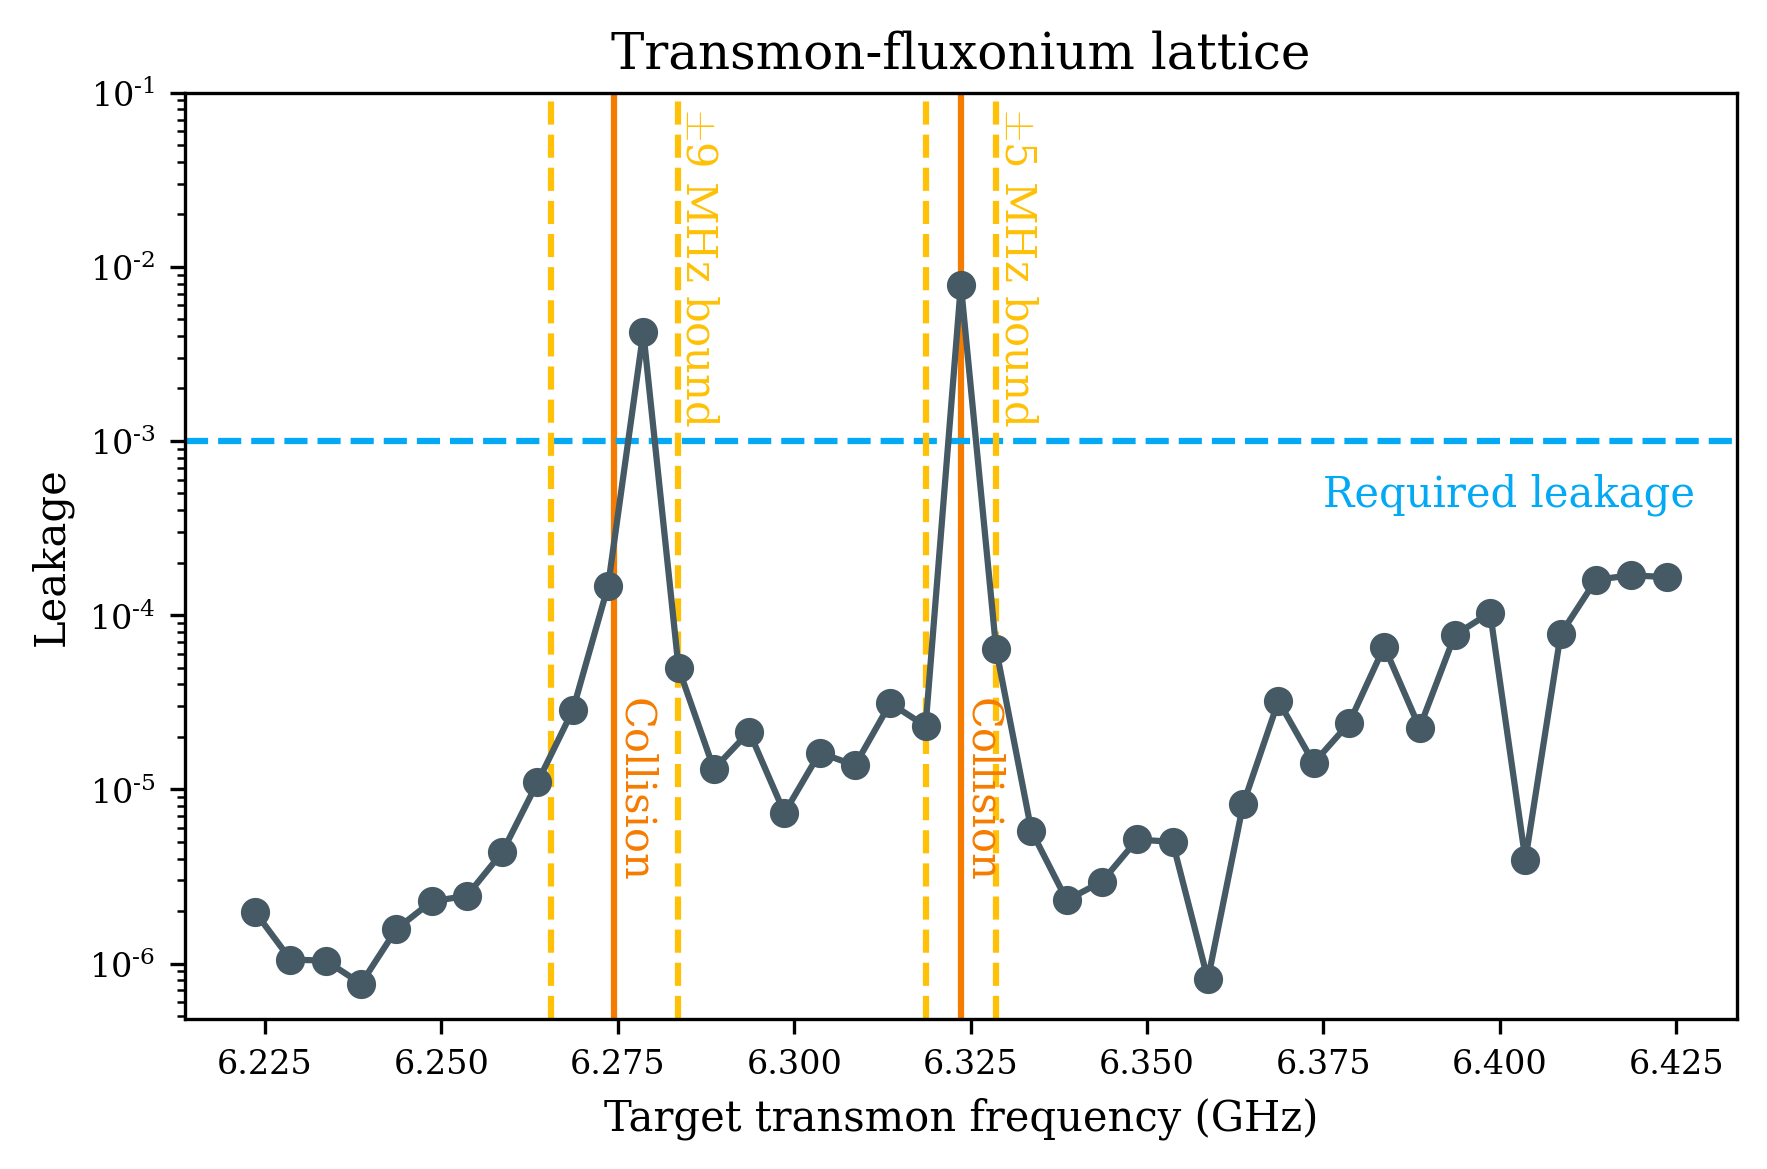 Transmon-fluxonium lattice
10-1
10-2
10-3
10-4
10-5
10-6
Leakage
±9 MHz bound
±5 MHz bound
Required leakage
Collision
Collision
6.225 6.250 6.275 6.300 6.325 6.350 6.375 6.400 6.425
Target transmon frequency (GHz)